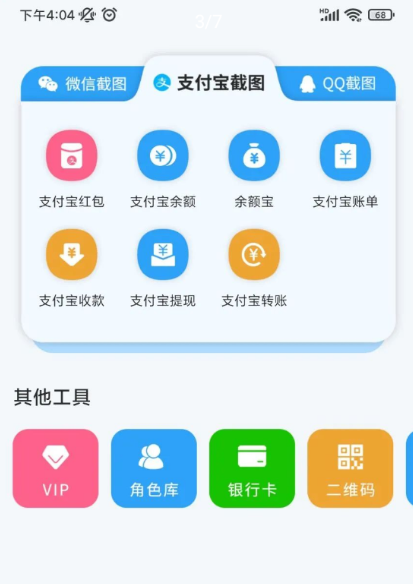 下午4:04
HD
68
3/7
微信截图
支付宝截图
QQ截图
支付宝红包
支付宝余额
余额宝
支付宝账单
支付宝收款
支付宝提现
支付宝转账
其他工具
VIP
角色库
银行卡
二维码